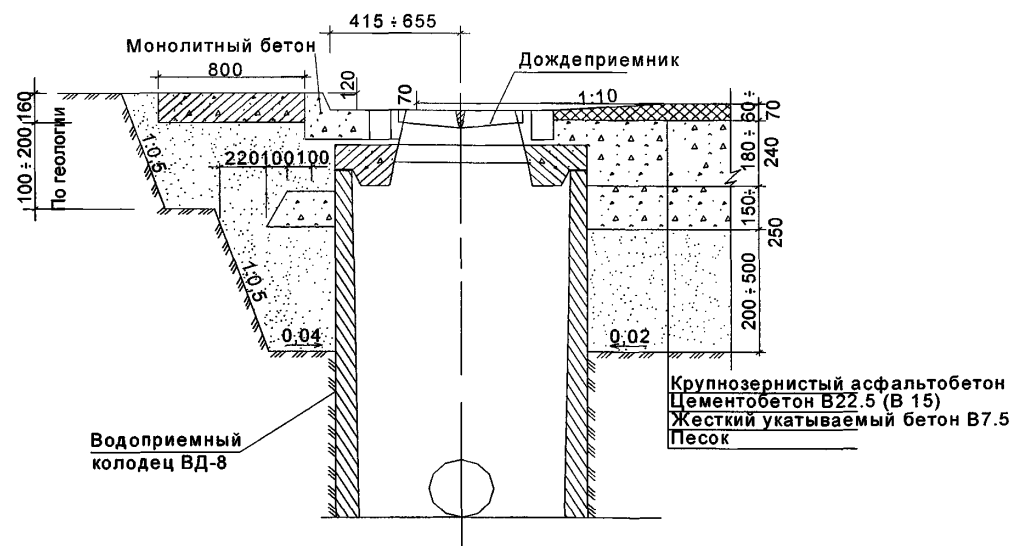 415÷655
Монолитный бетон
Дождеприемник
800
120
70
1:10
60÷
70
160
100÷200
По геологии
1:0.5
220 100 100
180÷
240
150÷
250
1:0,5
200÷500
0,04
0,02
Крупнозернистый асфальтобетон
Цементобетон В22.5 (В 15)
Жесткий укатываемый бетон В7.5
Песок
Водоприемный
колодец ВД-8